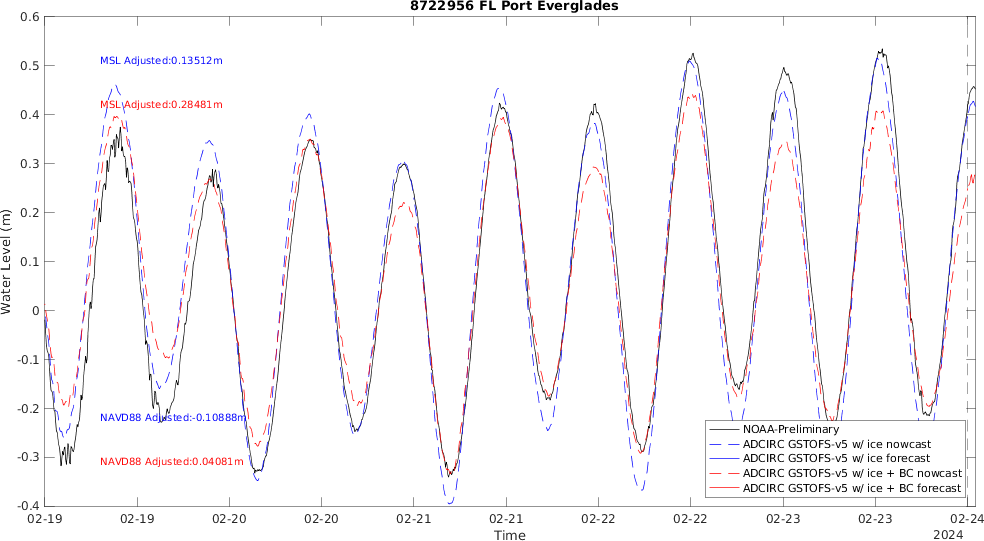 8722956 FL Port Everglades
0.6
0.5
0.4
0.3
0.2
0.1
0
-0.1
-0.2
-0.3
-0.4
Water Level (m)
MSL Adjusted:0.13512m
MSL Adjusted:0.28481m
NAVD88 Adjusted:-0.10888m
NAVD88 Adjusted:0.04081m
NOAA-Preliminary
ADCIRC GSTOFS-v5 w/ ice nowcast
ADCIRC GSTOFS-v5 w/ ice forecast
ADCIRC GSTOFS-v5 w/ ice + BC nowcast
ADCIRC GSTOFS-v5 w/ ice + BC forecast
02-19 02-19 02-20 02-20 02-21 02-21 02-22 02-22 02-23 02-23 02-24
Time
2024